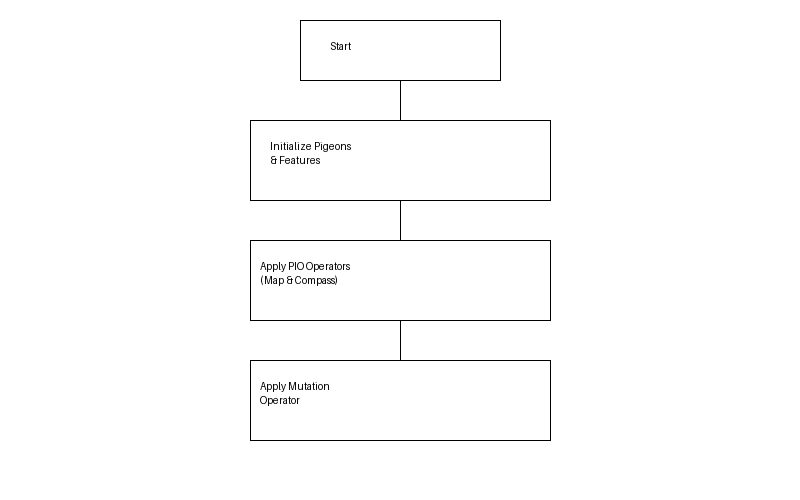 Start
Initialize Pigeons
& Features
Apply PIO Operators
(Map & Compass)
Apply Mutation
Operator